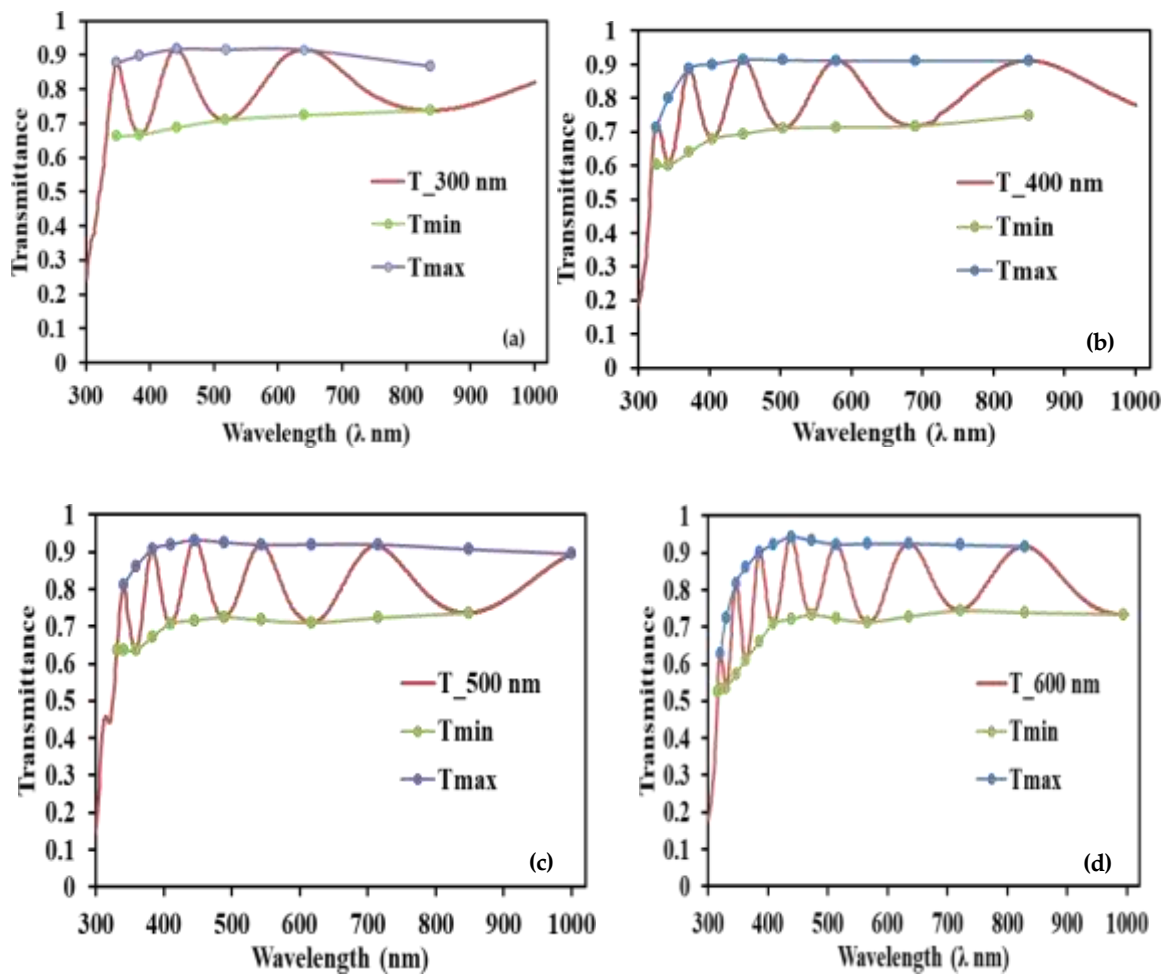 1
0.9
0.8
0.7
0.6
0.5
0.4
0.3
0.2
0.1
0
Transmittance
T_300 nm
Tmin
Tmax
(a)
300 400 500 600 700 800 900 1000
Wavelength (λ nm)
1
0.9
0.8
0.7
0.6
0.5
0.4
0.3
0.2
0.1
0
Transmittance
T_400 nm
Tmin
Tmax
(b)
300 400 500 600 700 800 900 1000
Wavelength (λ nm)
1
0.9
0.8
0.7
0.6
0.5
0.4
0.3
0.2
0.1
0
Transmittance
T_500 nm
Tmin
Tmax
(c)
300 400 500 600 700 800 900 1000
Wavelength (nm)
1
0.9
0.8
0.7
0.6
0.5
0.4
0.3
0.2
0.1
0
Transmittance
T_600 nm
Tmin
Tmax
(d)
300 400 500 600 700 800 900 1000
Wavelength (λ nm)